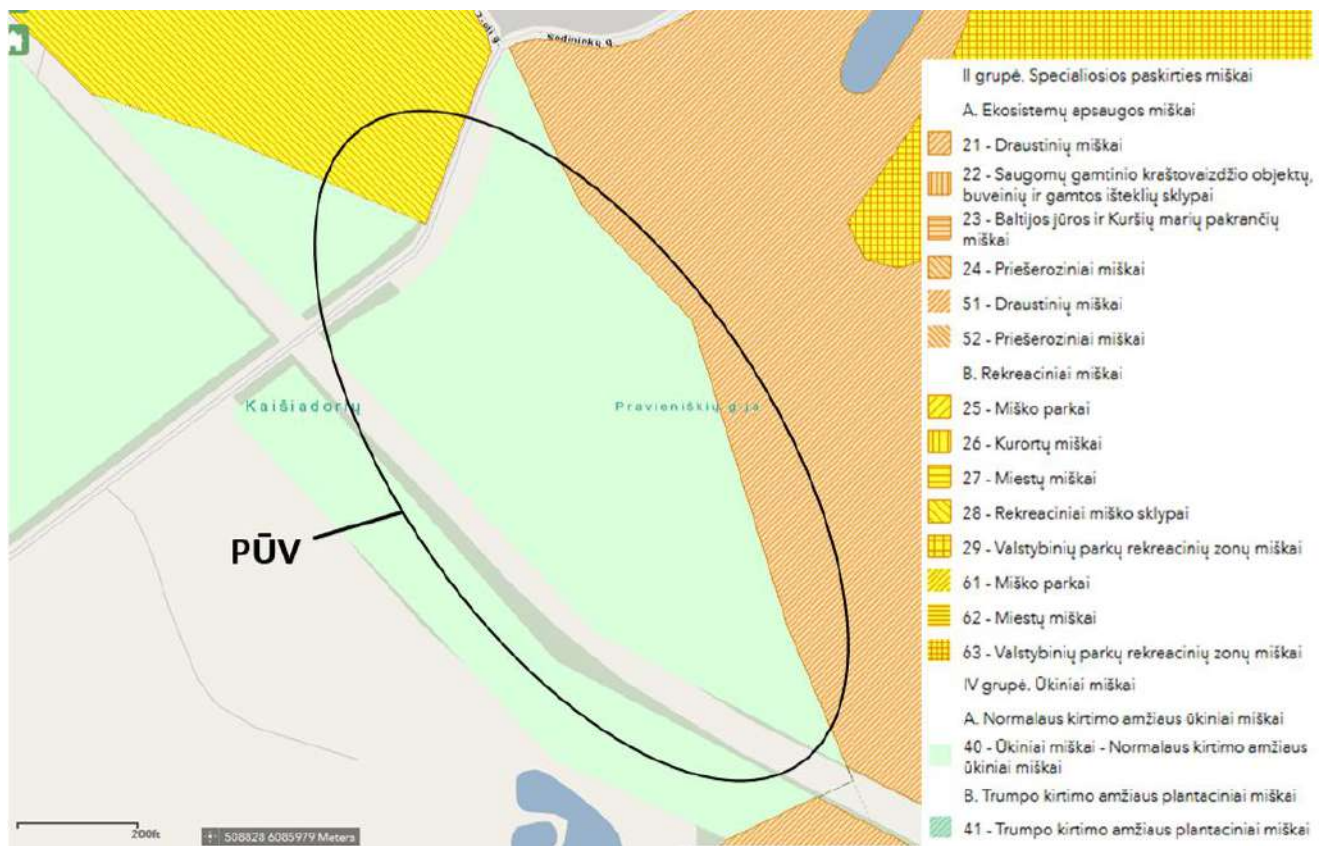 Sodininkų g.
II grupė. Specialiosios paskirties miškai
A. Ekosistemų apsaugos miškai
21 - Draustinių miškai
22 - Saugomų gamtinio kraštovaizdžio objektų,
buveinių ir gamtos išteklių sklypai
23 - Baltijos jūros ir Kuršių marių pakrančių
miškai
24 - Priešeroziniai miškai
51 - Draustinių miškai
52 - Priešeroziniai miškai
B. Rekreaciniai miškai
25 - Miško parkai
26 - Kurortų miškai
27 - Miestų miškai
28 - Rekreaciniai miško sklypai
29 - Valstybinių parkų rekreacinių zonų miškai
61 - Miško parkai
62 - Miestų miškai
63 - Valstybinių parkų rekreacinių zonų miškai
IV grupė. Ūkiniai miškai
A. Normalaus kirtimo amžiaus ūkiniai miškai
40 - Ūkiniai miškai - Normalaus kirtimo amžiaus
ūkiniai miškai
B. Trumpo kirtimo amžiaus plantaciniai miškai
41 - Trumpo kirtimo amžiaus plantaciniai miškai
Kaišiadorių
Pravieniškių g-ja
PŪV
200ft
508828 6085979 Meters